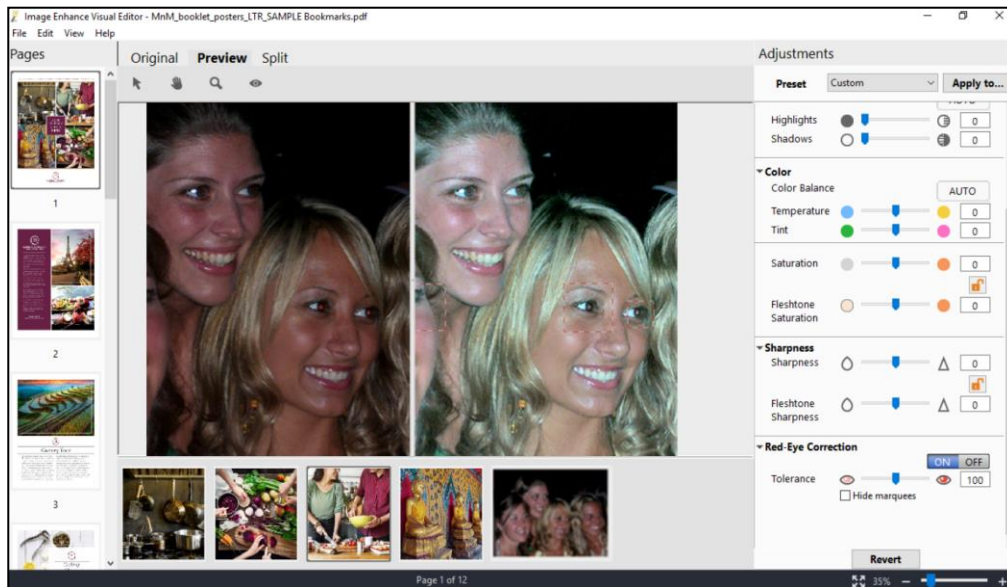 Image Enhance Visual Editor - MnM_booklet_posters_LTR_SAMPLE Bookmarks.pdf
File Edit View Help
Pages
Original Preview Split
Adjustments
Preset Custom Apply to...
AUTO
Highlights 0
Shadows 0
Color
Color Balance AUTO
Temperature 0
Tint 0
Saturation 0
Fleshtone Saturation 0
Sharpness
Sharpness 0
Fleshtone Sharpness 0
Red-Eye Correction
ON OFF
Tolerance 100
Hide marquees
Revert
1
2
3
Page 1 of 12
35%